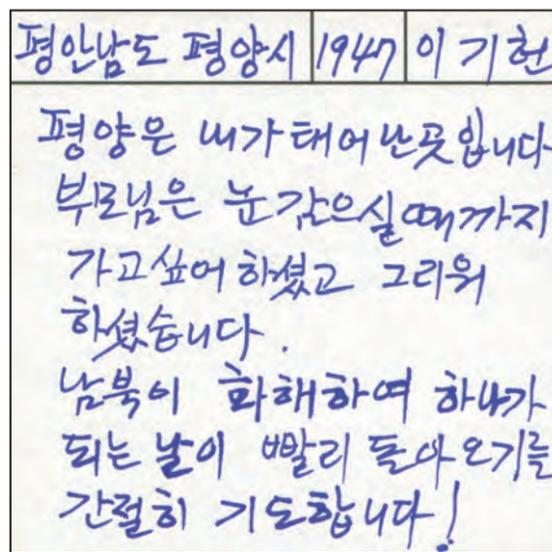 평안남도 평양시 1947 이기헌
평양은 내가 태어난곳입니다
부모님은 눈감으실때까지
가고싶어하셨고 그리워
하셨습니다.
남북이 화해하여 하나가
되는 날이 빨리 돌아오기를
간절히 기도합니다!